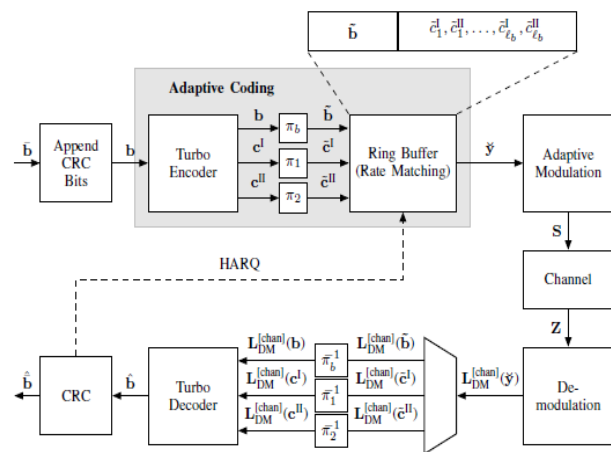 b̃ c̃₁ᴵ, c̃₁ᴵᴵ, . . . , c̃ᴵ_ℓb, c̃ᴵᴵ_ℓb
Adaptive Coding
b̄ Append CRC Bits b
Turbo Encoder
b π_b b̃
cᴵ π₁ c̃ᴵ
cᴵᴵ π₂ c̃ᴵᴵ
Ring Buffer (Rate Matching)
y̌
Adaptive Modulation
S
Channel
Z
De-modulation
HARQ
L_DM^[chan](y̌)
L_DM^[chan](b) π_b^−1 L_DM^[chan](b̃)
L_DM^[chan](cᴵ) π₁^−1 L_DM^[chan](c̃ᴵ)
L_DM^[chan](cᴵᴵ) π₂^−1 L_DM^[chan](c̃ᴵᴵ)
Turbo Decoder
b̂
CRC